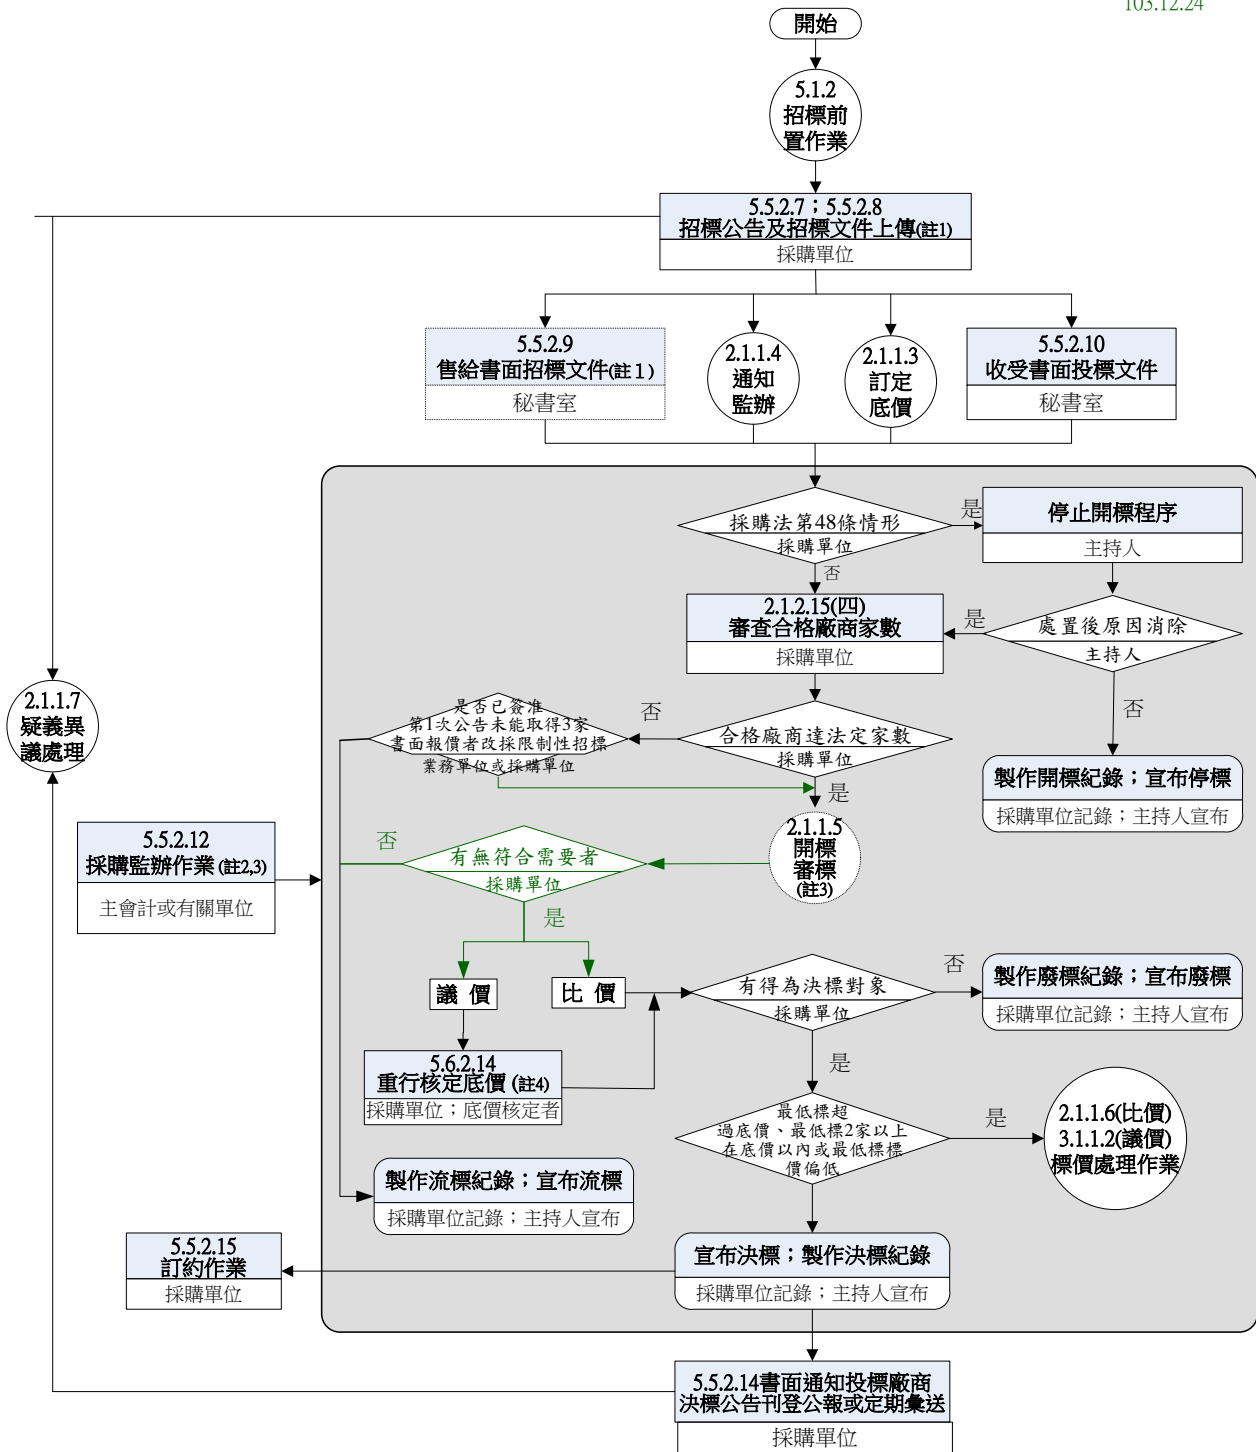 103.12.24
開始
5.1.2
招標前
置作業
5.5.2.7；5.5.2.8
招標公告及招標文件上傳(註1)
採購單位
5.5.2.9
售給書面招標文件(註１)
秘書室
2.1.1.4
通知
監辦
2.1.1.3
訂定
底價
5.5.2.10
收受書面投標文件
秘書室
採購法第48條情形
採購單位
是
否
停止開標程序
主持人
2.1.2.15(四)
審查合格廠商家數
採購單位
是
處置後原因消除
主持人
否
2.1.1.7
疑義異
議處理
是否已簽准
第1次公告未能取得3家
書面報價者改採限制性招標
業務單位或採購單位
否
合格廠商達法定家數
採購單位
是
製作開標紀錄；宣布停標
採購單位記錄；主持人宣布
5.5.2.12
採購監辦作業(註2,3)
主會計或有關單位
否
有無符合需要者
採購單位
是
2.1.1.5
開標
審標
(註3)
議 價
比 價
有得為決標對象
採購單位
否
是
製作廢標紀錄；宣布廢標
採購單位記錄；主持人宣布
5.6.2.14
重行核定底價(註4)
採購單位；底價核定者
最低標超
過底價、最低標2家以上
在底價以內或最低標標
價偏低
是
2.1.1.6(比價)
3.1.1.2(議價)
標價處理作業
製作流標紀錄；宣布流標
採購單位記錄；主持人宣布
5.5.2.15
訂約作業
採購單位
宣布決標；製作決標紀錄
採購單位記錄；主持人宣布
5.5.2.14書面通知投標廠商
決標公告刊登公報或定期彙送
採購單位